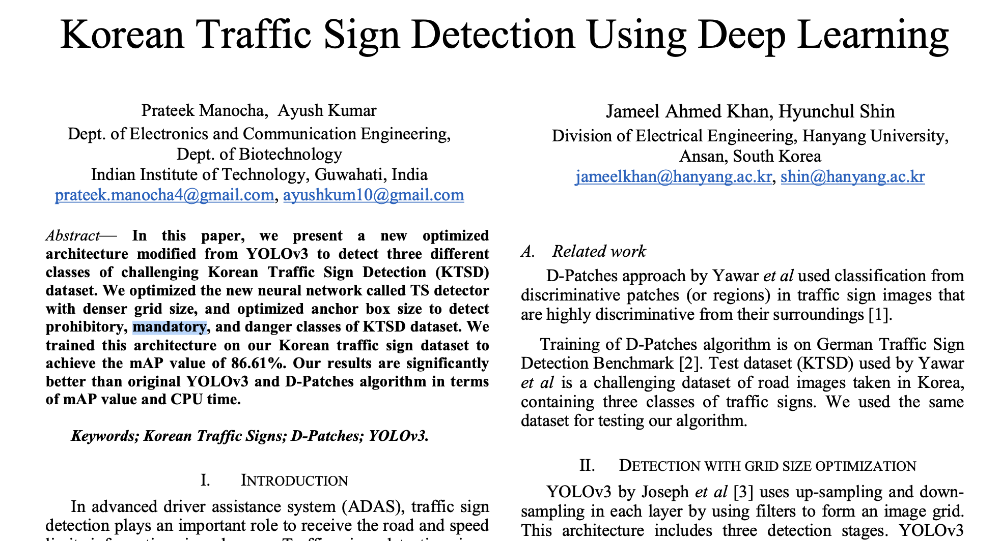 Korean Traffic Sign Detection Using Deep Learning
Prateek Manocha,  Ayush Kumar
Dept. of Electronics and Communication Engineering,
Dept. of Biotechnology
Indian Institute of Technology, Guwahati, India
prateek.manocha4@gmail.com, ayushkum10@gmail.com
Jameel Ahmed Khan, Hyunchul Shin
Division of Electrical Engineering, Hanyang University,
Ansan, South Korea
jameelkhan@hanyang.ac.kr, shin@hanyang.ac.kr
Abstract— In this paper, we present a new optimized
architecture modified from YOLOv3 to detect three different
classes of challenging Korean Traffic Sign Detection (KTSD)
dataset. We optimized the new neural network called TS detector
with denser grid size, and optimized anchor box size to detect
prohibitory, mandatory, and danger classes of KTSD dataset. We
trained this architecture on our Korean traffic sign dataset to
achieve the mAP value of 86.61%. Our results are significantly
better than original YOLOv3 and D-Patches algorithm in terms
of mAP value and CPU time.
Keywords; Korean Traffic Signs; D-Patches; YOLOv3.
I. INTRODUCTION
In advanced driver assistance system (ADAS), traffic sign
detection plays an important role to receive the road and speed
A. Related work
D-Patches approach by Yawar et al used classification from
discriminative patches (or regions) in traffic sign images that
are highly discriminative from their surroundings [1].
Training of D-Patches algorithm is on German Traffic Sign
Detection Benchmark [2]. Test dataset (KTSD) used by Yawar
et al is a challenging dataset of road images taken in Korea,
containing three classes of traffic signs. We used the same
dataset for testing our algorithm.
II. DETECTION WITH GRID SIZE OPTIMIZATION
YOLOv3 by Joseph et al [3] uses up-sampling and down-
sampling in each layer by using filters to form an image grid.
This architecture includes three detection stages. YOLOv3